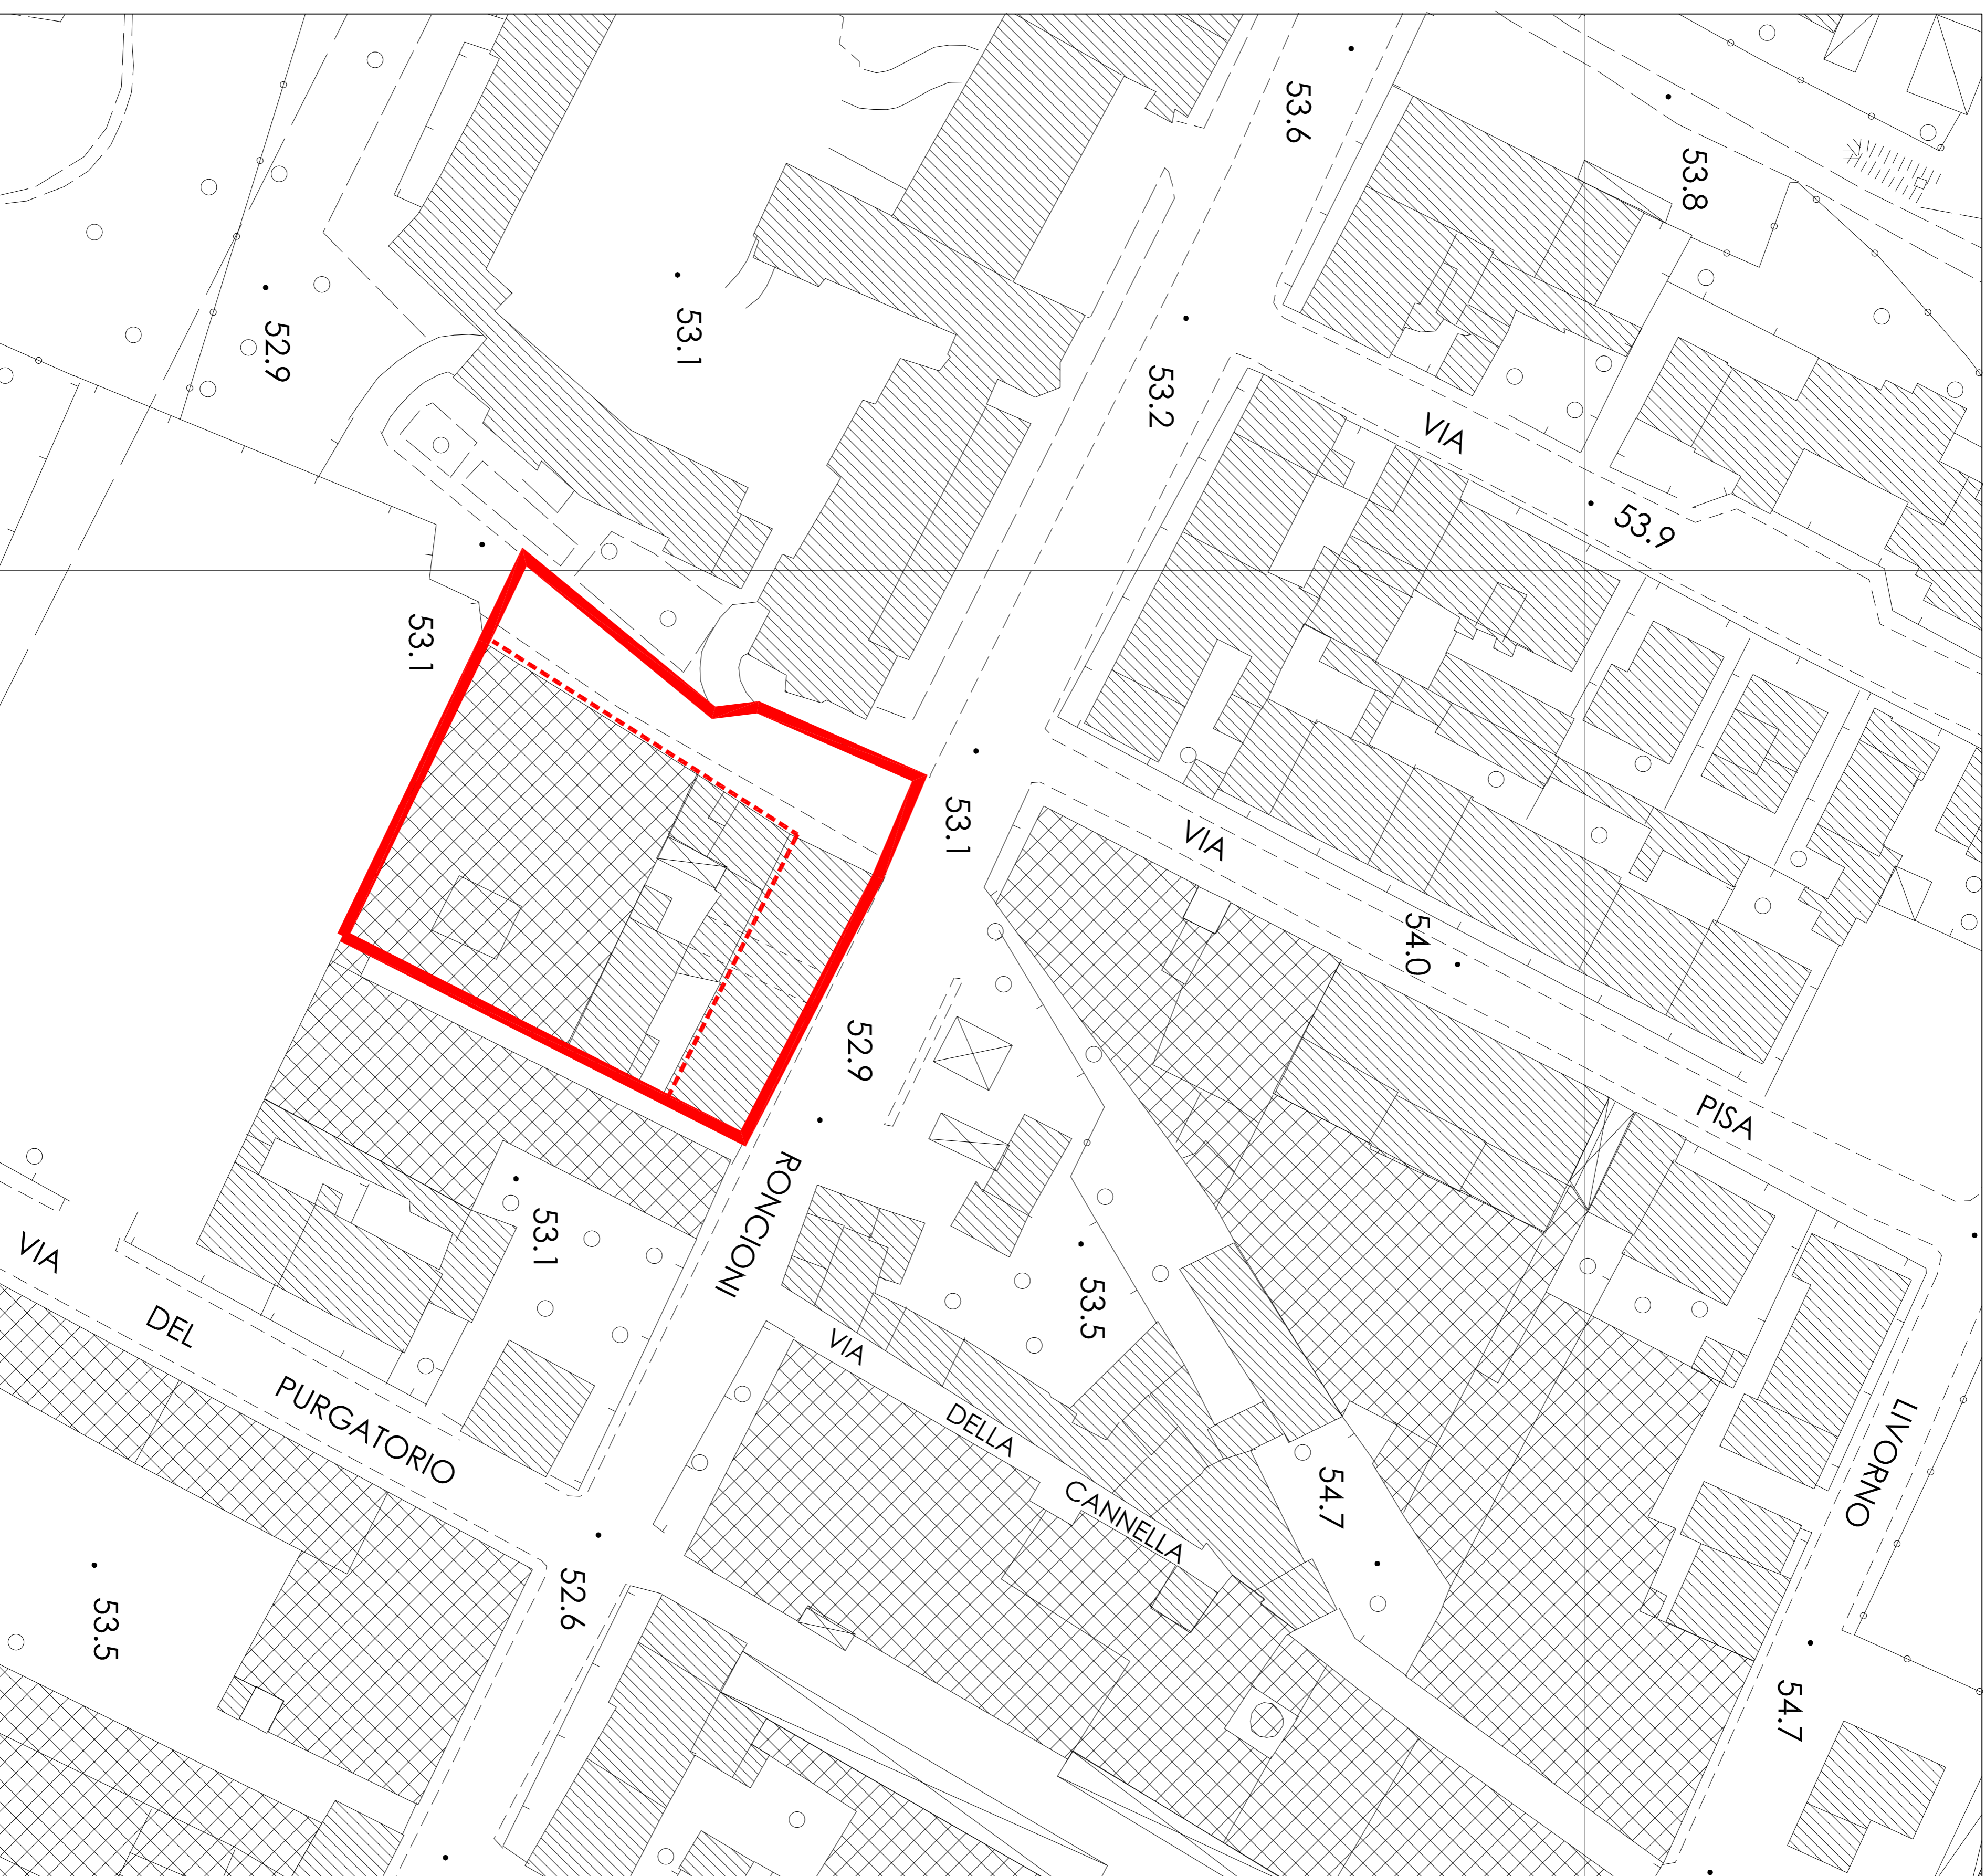 53.6
53.8
52.9
53.1
53.2
VIA
53.9
53.1
53.1
VIA
54.0
52.9
PISA
RONCIONI
53.1
53.5
VIA
DEL
PURGATORIO
VIA
DELLA
CANNELLA
LIVORNO
54.7
52.6
53.5
54.7